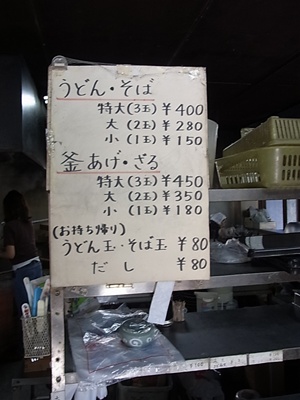 うどん・そば
特大(3玉) ¥400
大 (2玉) ¥280
小 (1玉) ¥150
釜あげ・ざる
特大(3玉) ¥450
大 (2玉) ¥350
小 (1玉) ¥180
(お持ち帰り)
うどん玉・そば玉 ¥80
だし ¥80